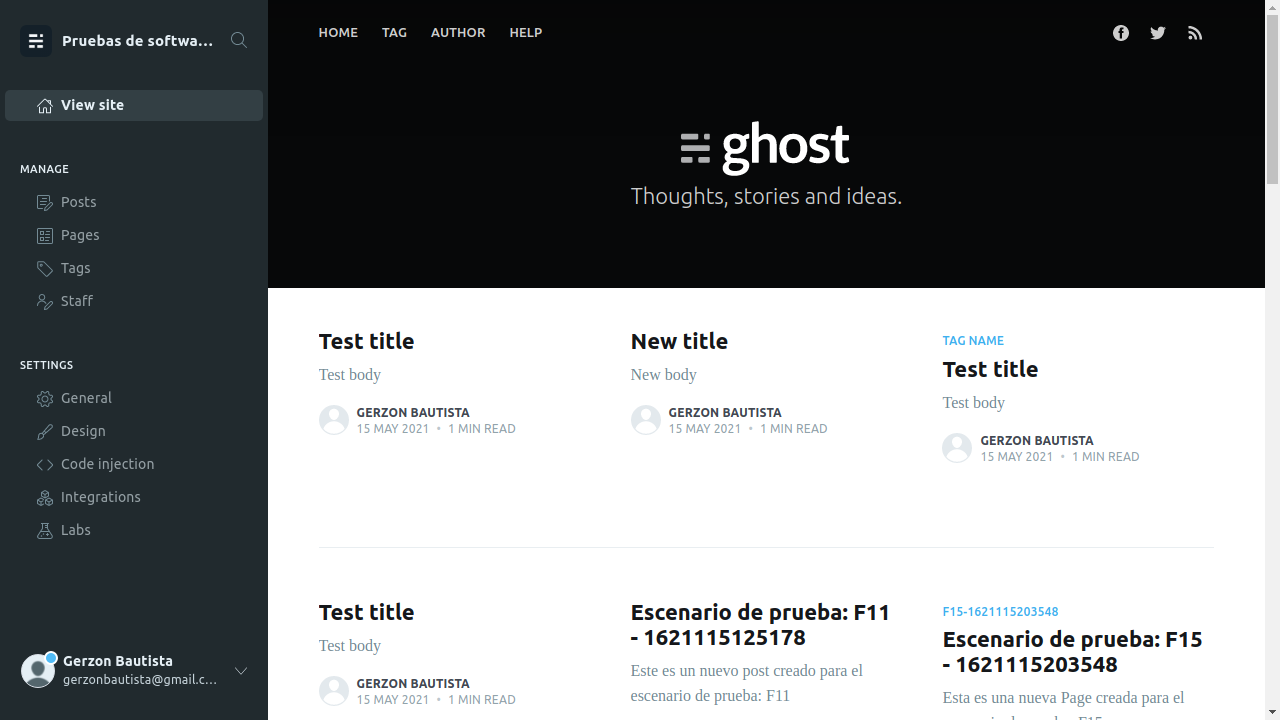 Pruebas de softwa...
View site
MANAGE
Posts
Pages
Tags
Staff
SETTINGS
General
Design
Code injection
Integrations
Labs
Gerzon Bautista
gerzonbautista@gmail.c...
HOME TAG AUTHOR HELP
ghost
Thoughts, stories and ideas.
Test title
Test body
GERZON BAUTISTA
15 MAY 2021 • 1 MIN READ
New title
New body
GERZON BAUTISTA
15 MAY 2021 • 1 MIN READ
TAG NAME
Test title
Test body
GERZON BAUTISTA
15 MAY 2021 • 1 MIN READ
Test title
Test body
GERZON BAUTISTA
15 MAY 2021 • 1 MIN READ
Escenario de prueba: F11
- 1621115125178
Este es un nuevo post creado para el
escenario de prueba: F11
F15-1621115203548
Escenario de prueba: F15
- 1621115203548
Esta es una nueva Page creada para el